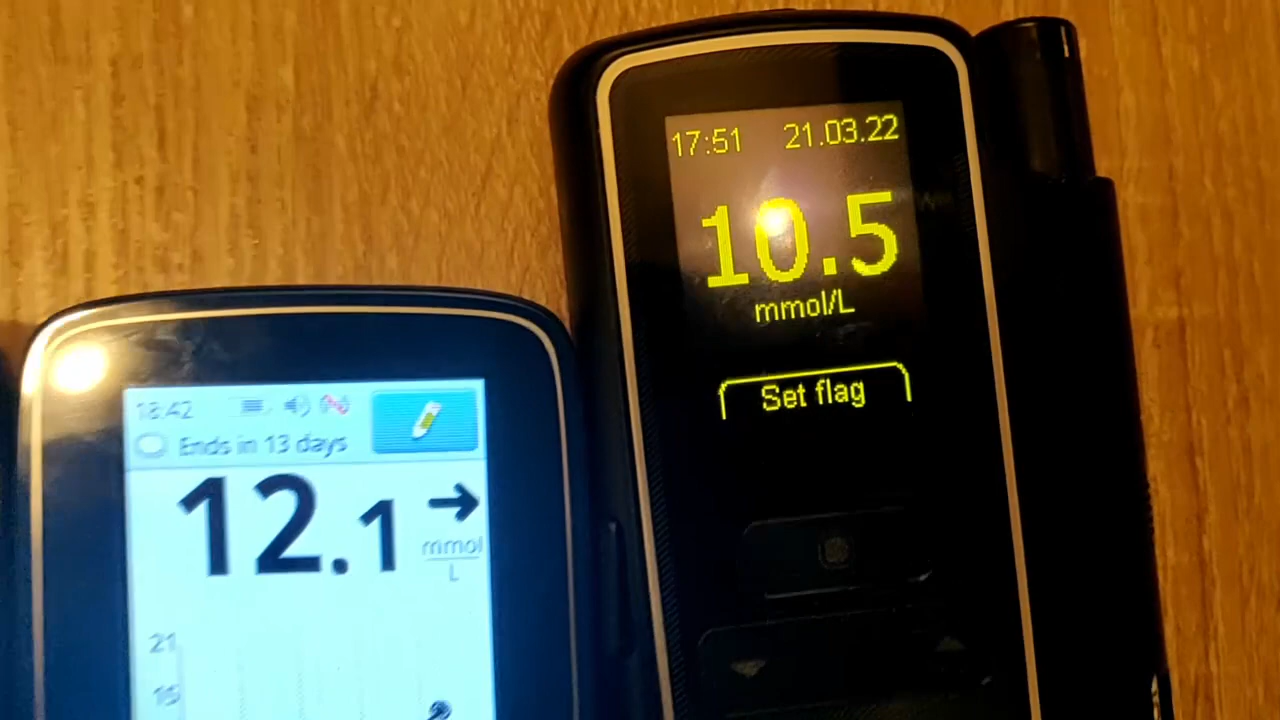 17:51 21.03.22
10.5
mmol/L
Set flag
18:42
Ends in 13 days
12.1
mmol
L
21
15